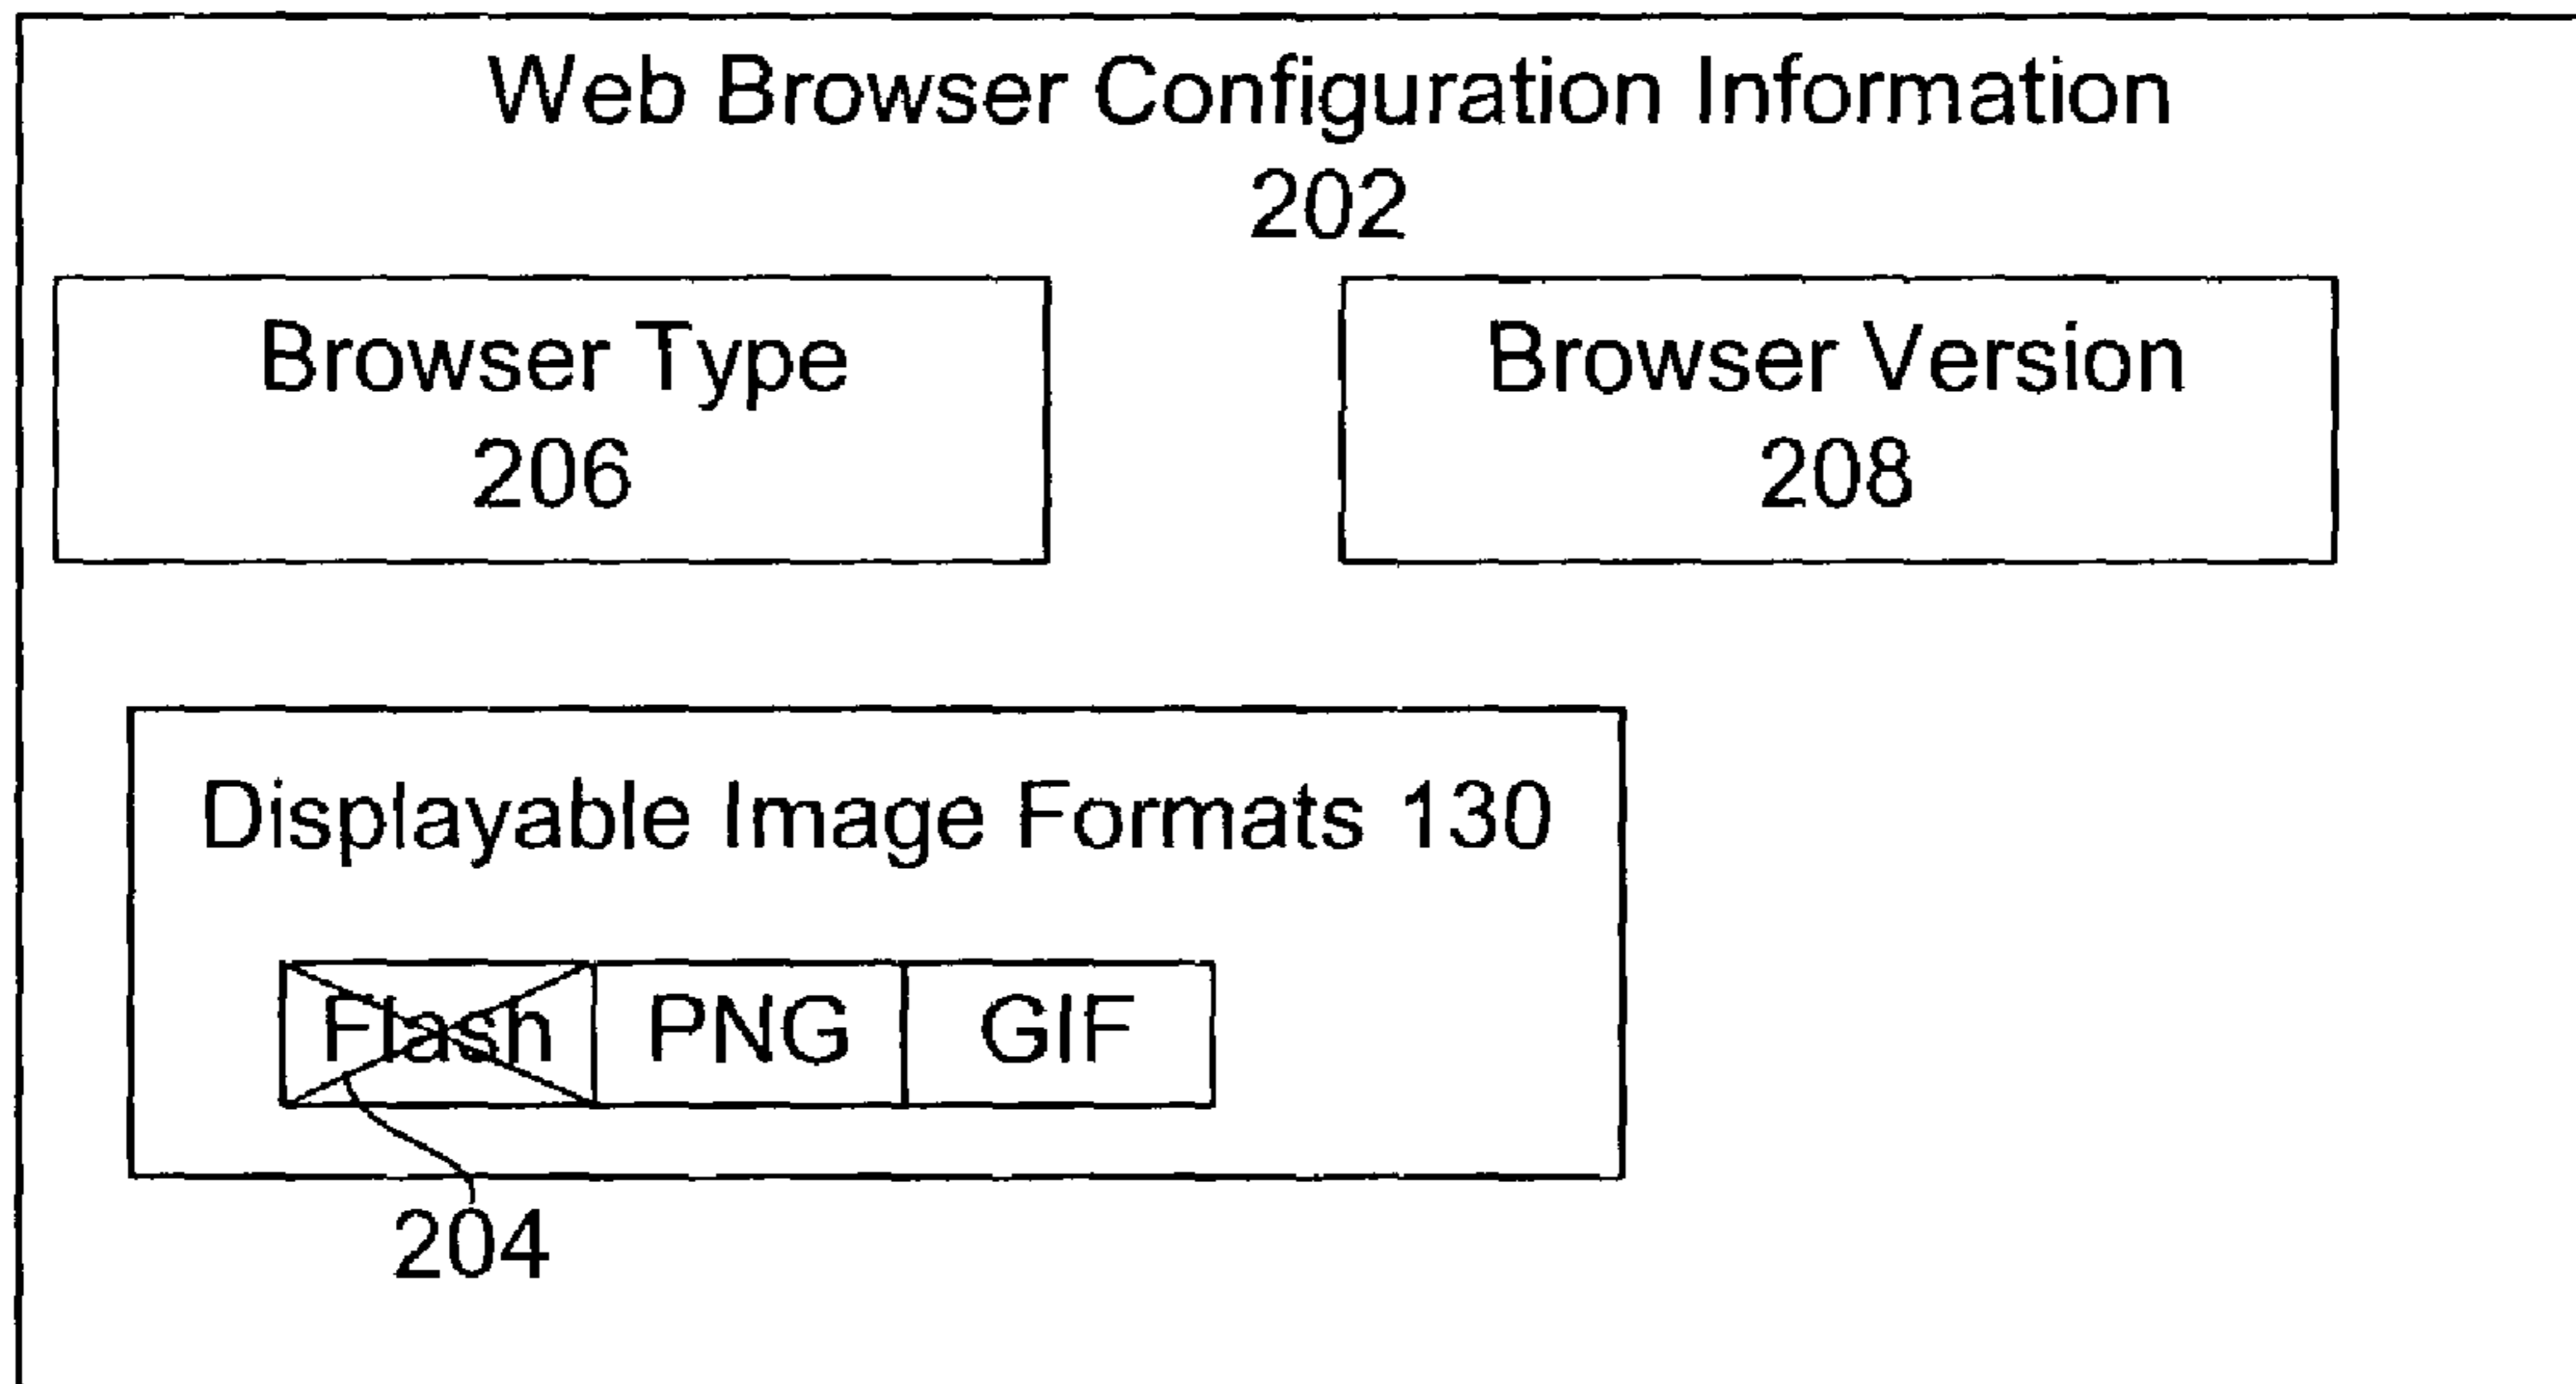 Web Browser Configuration Information
202
Browser Type
206
Browser Version
208
Displayable Image Formats 130
Flash PNG GIF
204